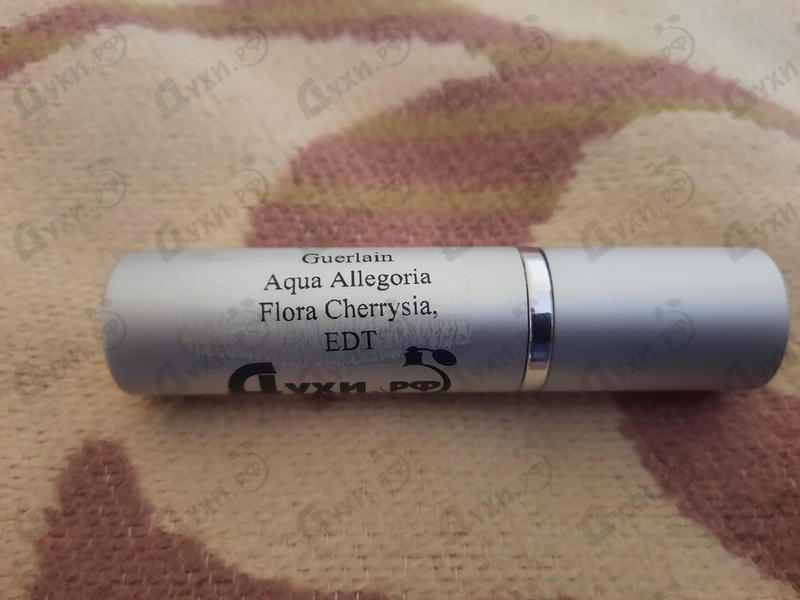 Guerlain
Aqua Allegoria
Flora Cherrysia,
EDT
Духи.рф